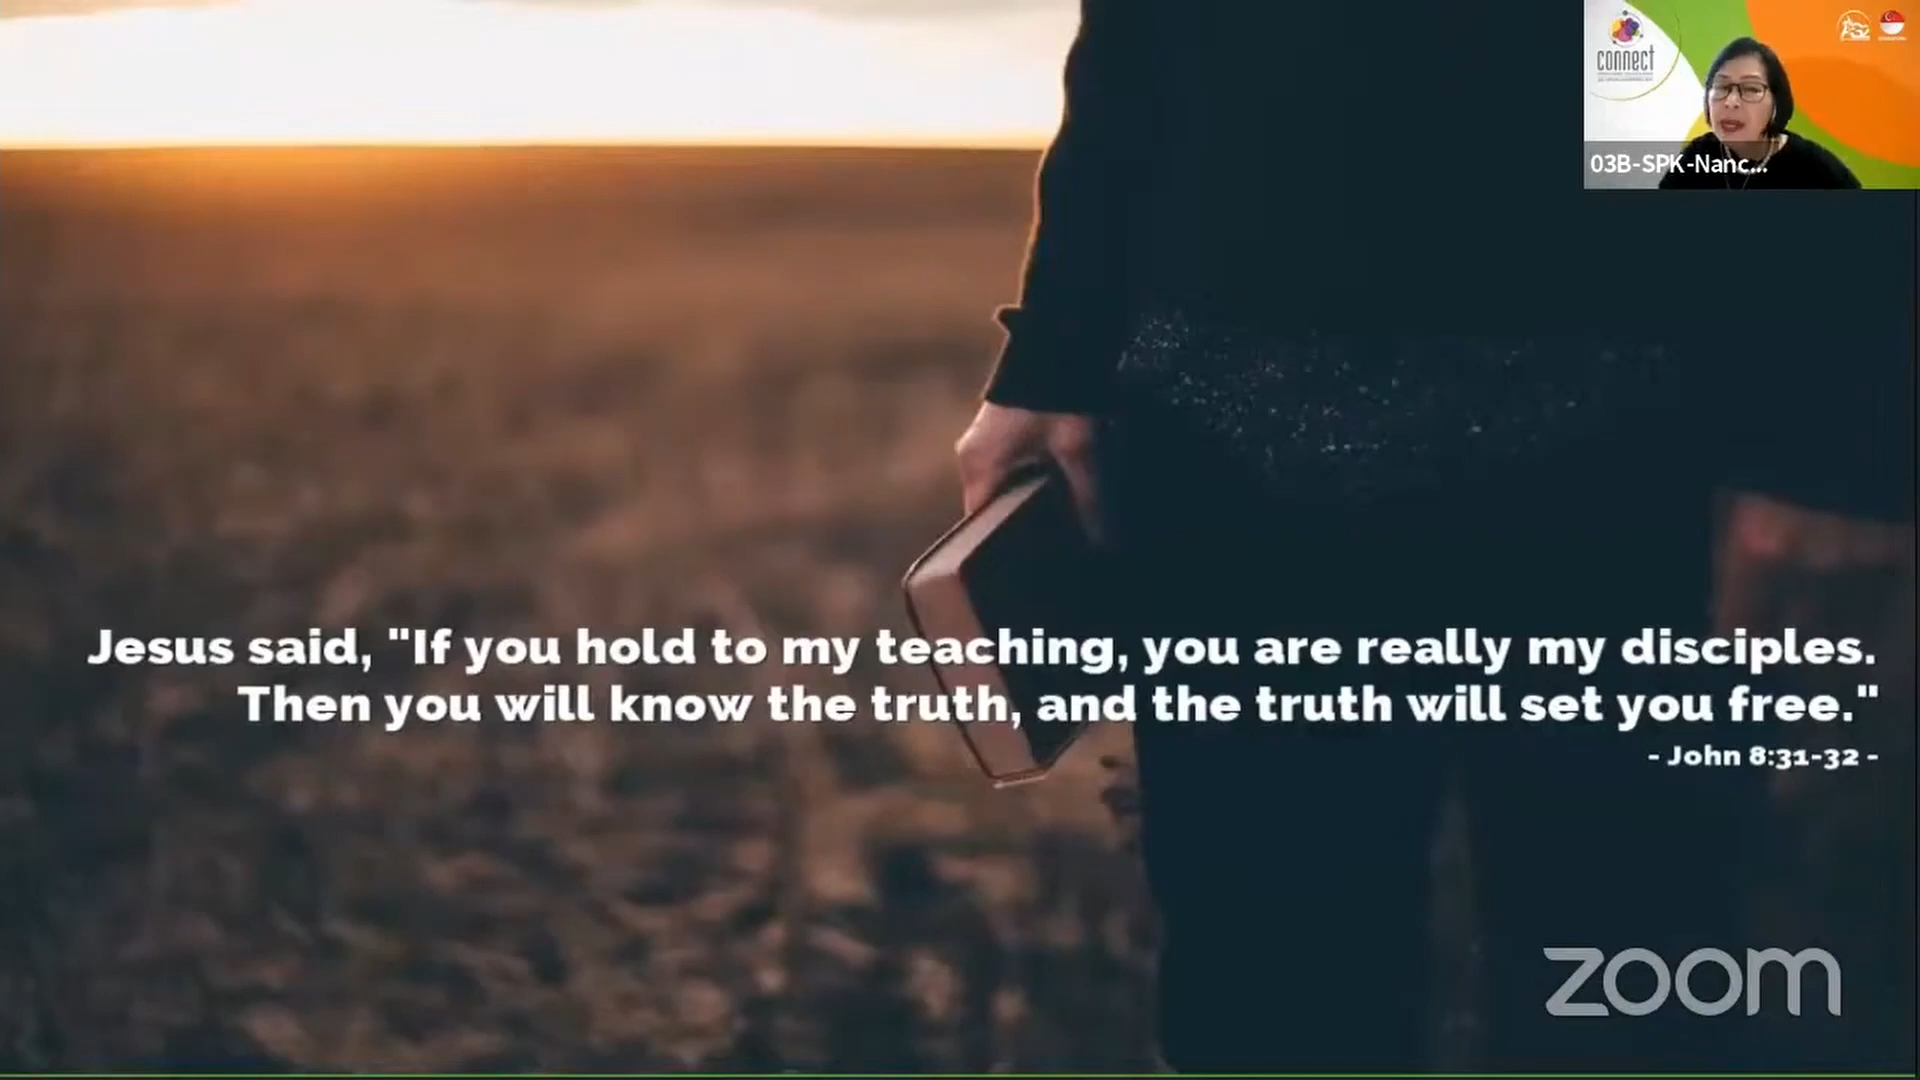 connect
03B-SPK-Nanc...
Jesus said, "If you hold to my teaching, you are really my disciples.
Then you will know the truth, and the truth will set you free."
- John 8:31-32 -
zoom